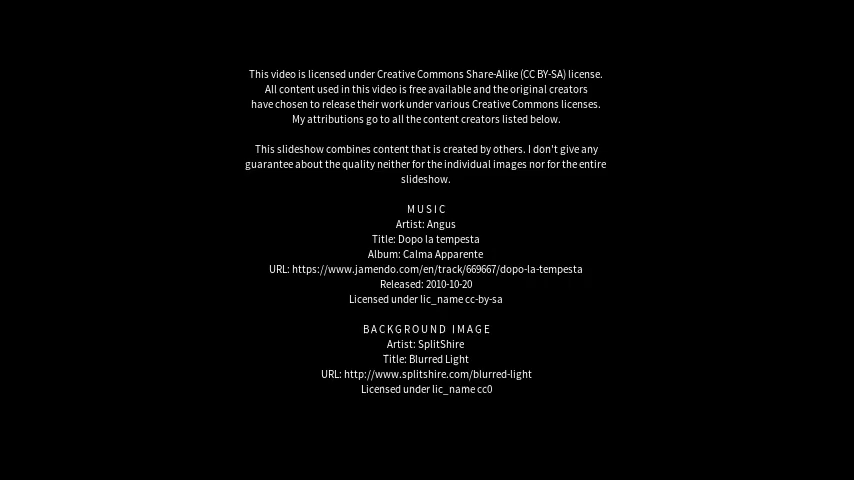 This video is licensed under Creative Commons Share-Alike (CC BY-SA) license.
All content used in this video is free available and the original creators
have chosen to release their work under various Creative Commons licenses.
My attributions go to all the content creators listed below.
This slideshow combines content that is created by others. I don't give any
guarantee about the quality neither for the individual images nor for the entire
slideshow.
MUSIC
Artist: Angus
Title: Dopo la tempesta
Album: Calma Apparente
URL: https://www.jamendo.com/en/track/669667/dopo-la-tempesta
Released: 2010-10-20
Licensed under lic_name cc-by-sa
BACKGROUND IMAGE
Artist: SplitShire
Title: Blurred Light
URL: http://www.splitshire.com/blurred-light
Licensed under lic_name cc0